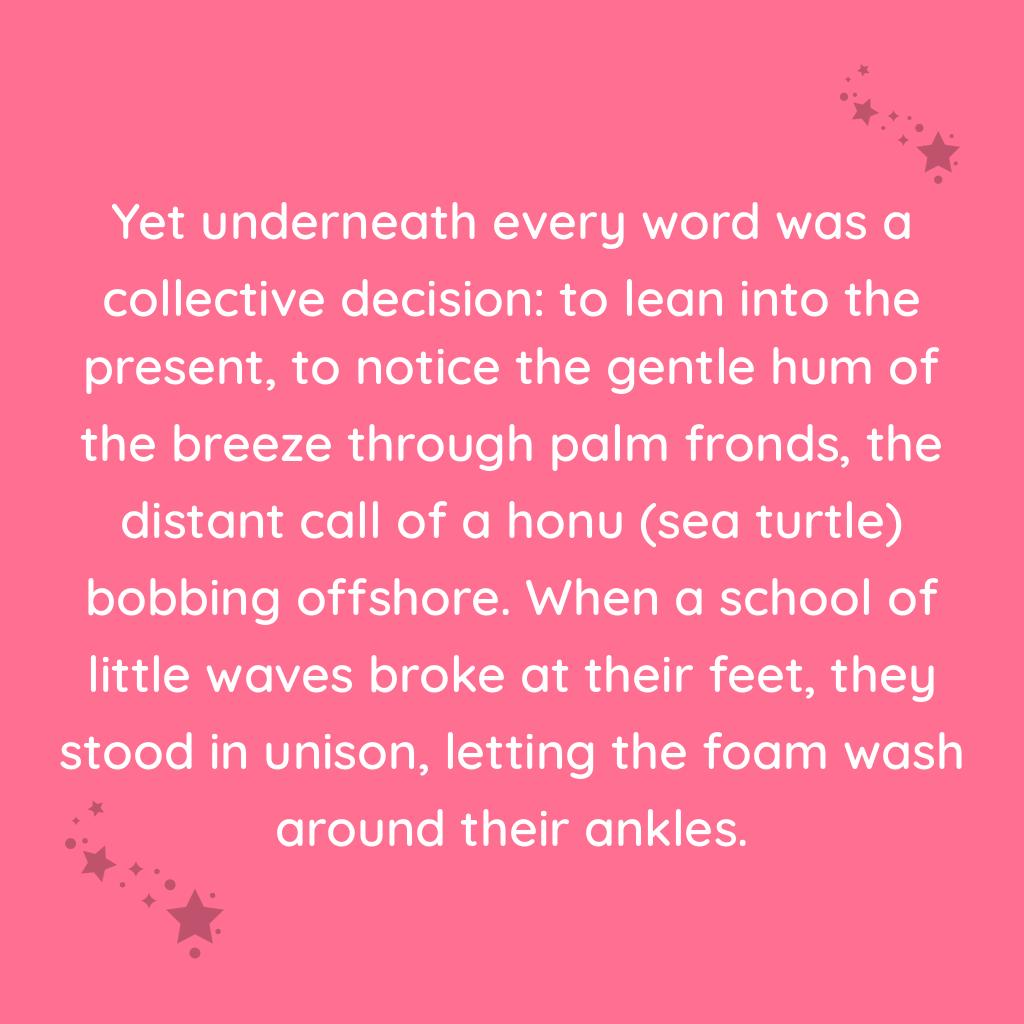 Yet underneath every word was a
collective decision: to lean into the
present, to notice the gentle hum of
the breeze through palm fronds, the
distant call of a honu (sea turtle)
bobbing offshore. When a school of
little waves broke at their feet, they
stood in unison, letting the foam wash
around their ankles.